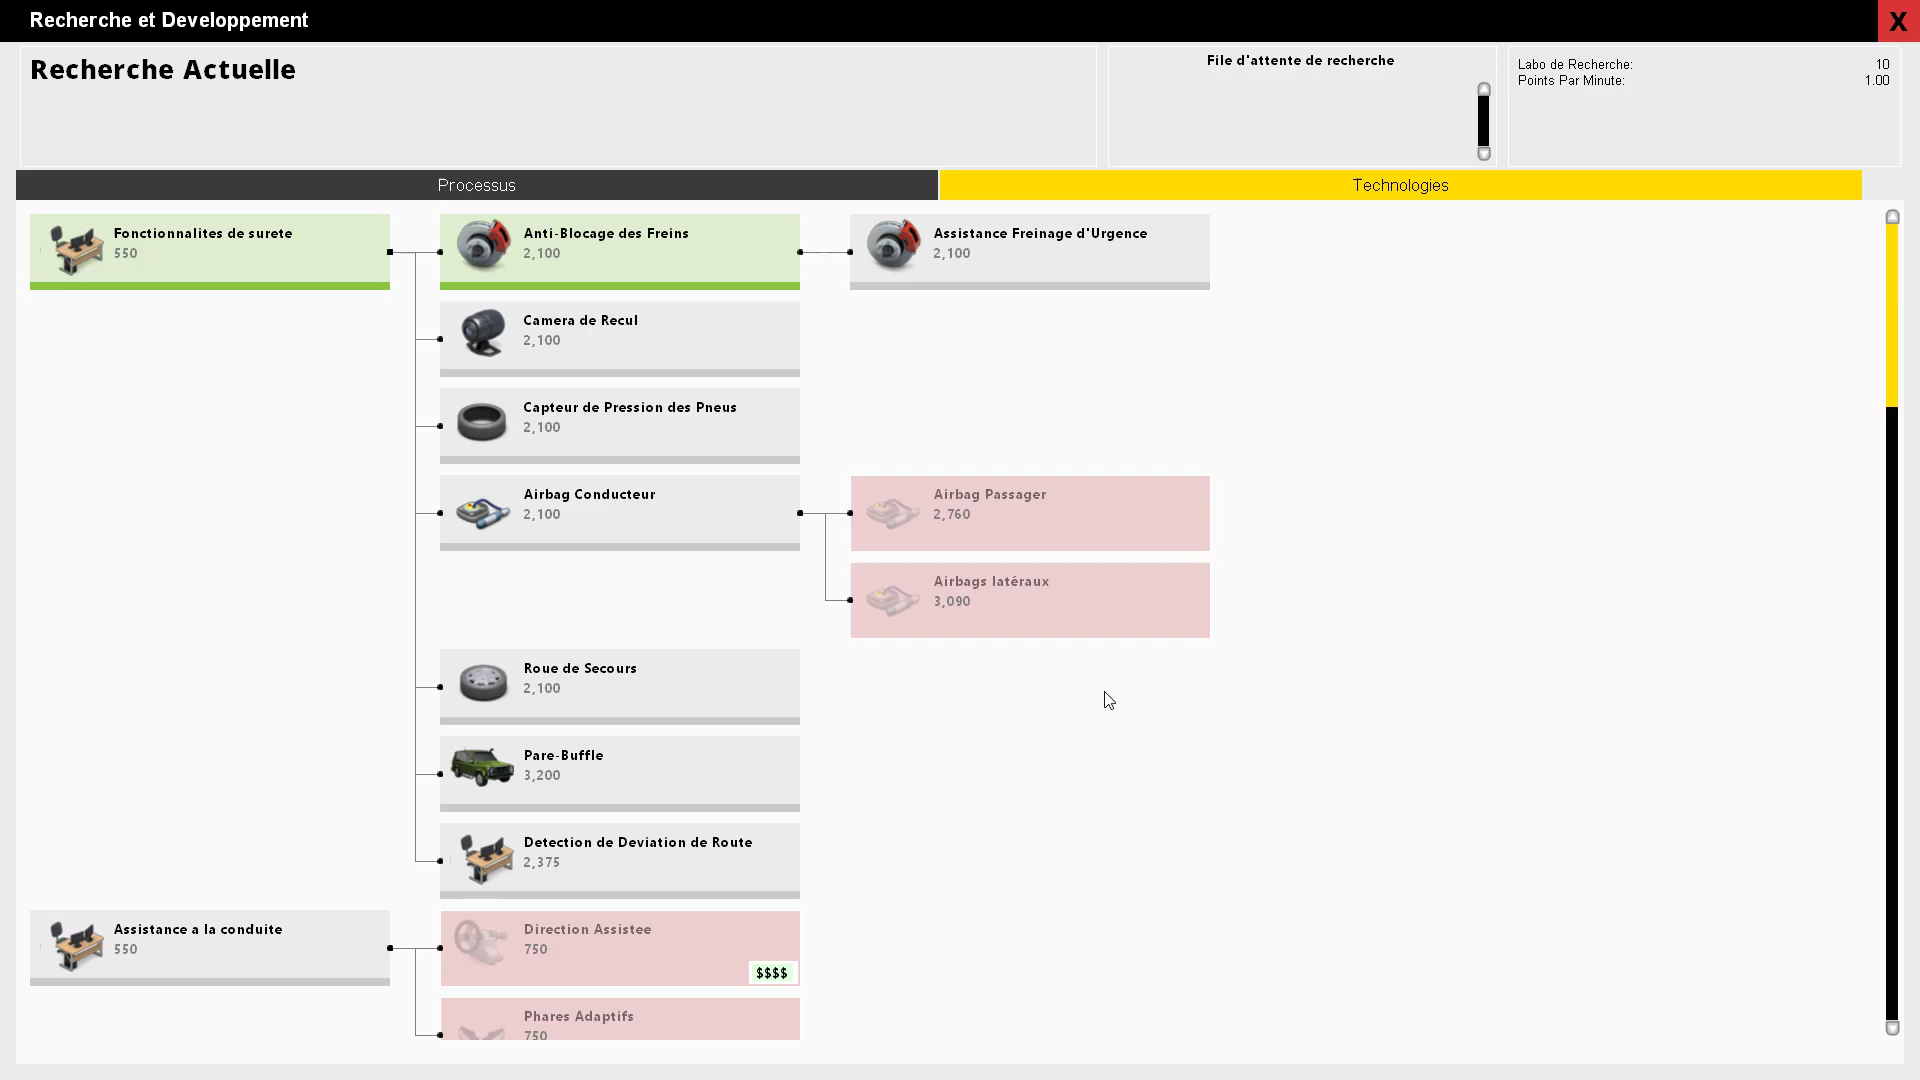 Recherche et Developpement
X
Recherche Actuelle
File d'attente de recherche
Labo de Recherche: 10
Points Par Minute: 1.00
Processus
Technologies
Fonctionnalites de surete
550
Anti-Blocage des Freins
2,100
Assistance Freinage d'Urgence
2,100
Camera de Recul
2,100
Capteur de Pression des Pneus
2,100
Airbag Conducteur
2,100
Airbag Passager
2,760
Airbags latéraux
3,090
Roue de Secours
2,100
Pare-Buffle
3,200
Detection de Deviation de Route
2,375
Assistance a la conduite
550
Direction Assistee
750
$$$$
Phares Adaptifs
750